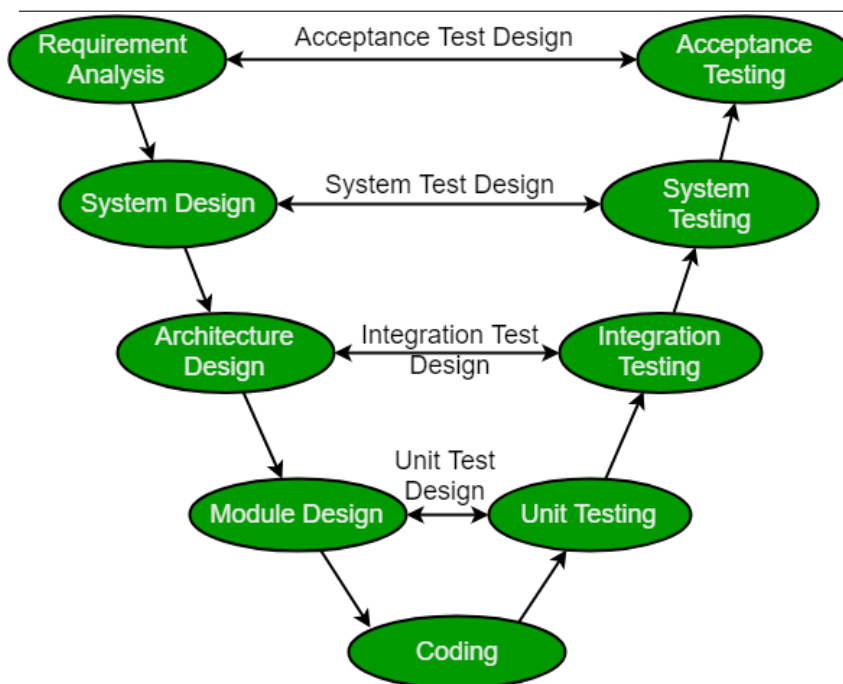 Requirement
Analysis
Acceptance Test Design
Acceptance
Testing
System Design
System Test Design
System
Testing
Architecture
Design
Integration Test
Design
Integration
Testing
Module Design
Unit Test
Design
Unit Testing
Coding